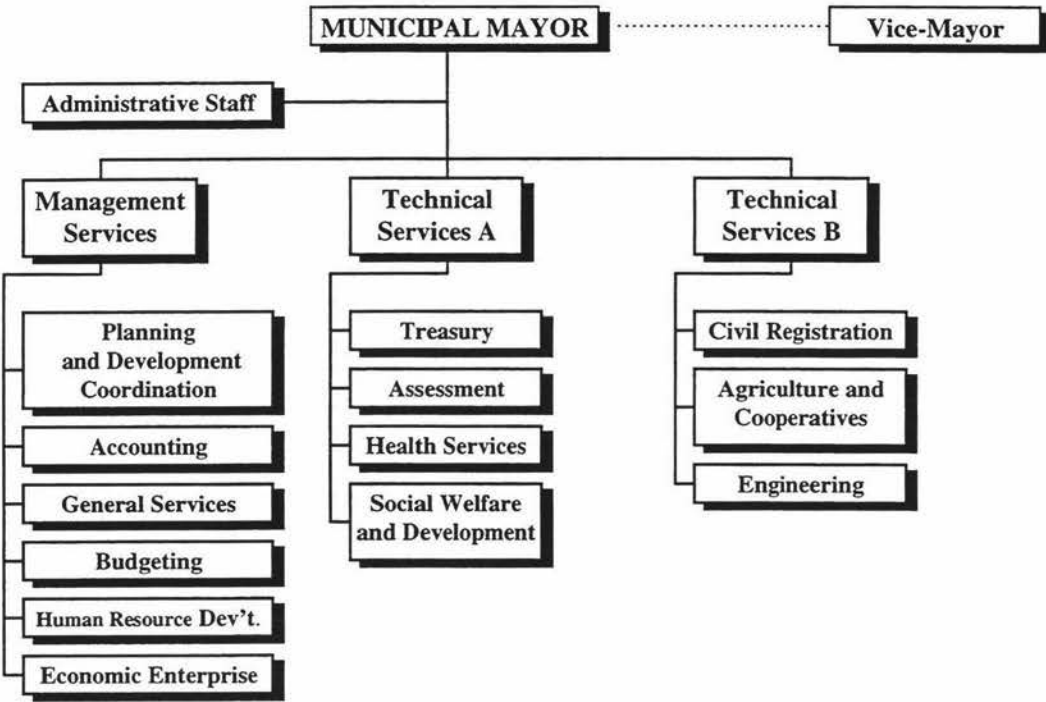 MUNICIPAL MAYOR
Vice-Mayor
Administrative Staff
Management
Services
Technical
Services A
Technical
Services B
Planning
and Development
Coordination
Accounting
General Services
Budgeting
Human Resource Dev't.
Economic Enterprise
Treasury
Assessment
Health Services
Social Welfare
and Development
Civil Registration
Agriculture and
Cooperatives
Engineering